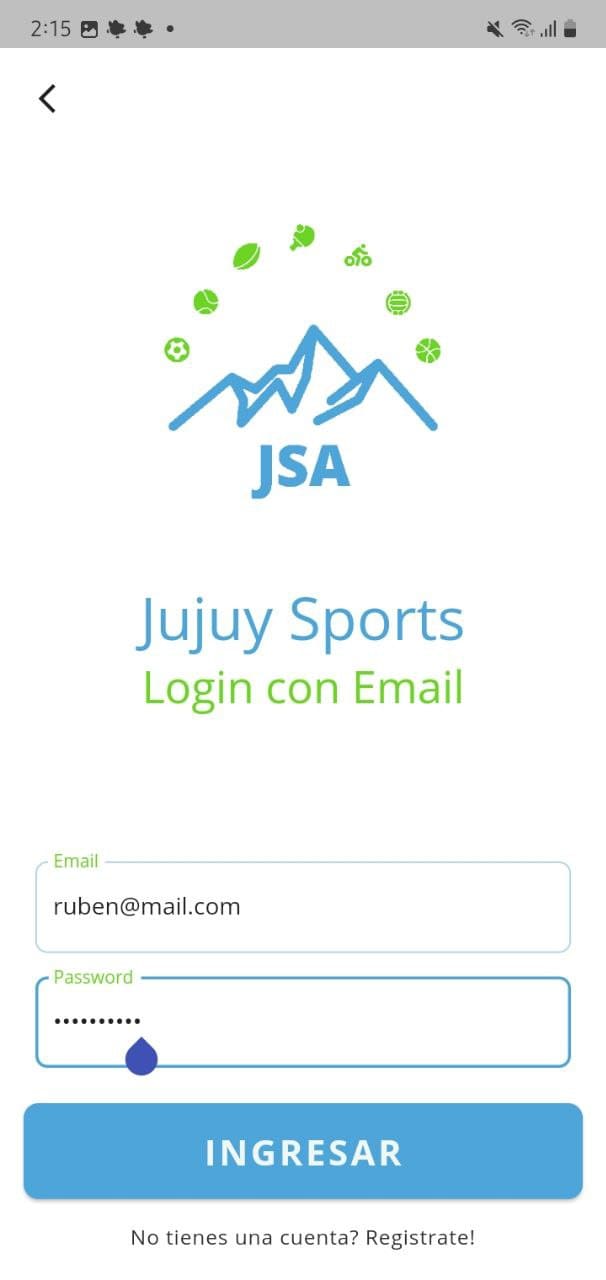 2:15
JSA
Jujuy Sports
Login con Email
Email
ruben@mail.com
Password
••••••••••
INGRESAR
No tienes una cuenta? Registrate!